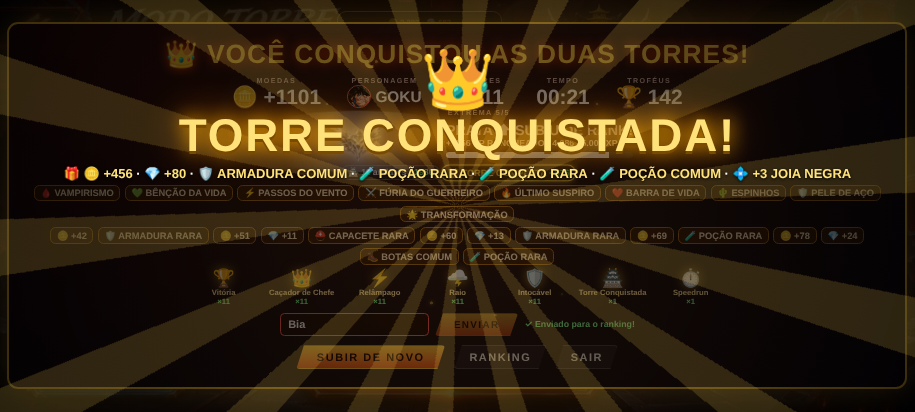 MODO TORRE
VOCÊ CONQUISTOU AS DUAS TORRES!
MOEDAS PERSONAGEM TEMPO TROFÉUS
+1101 GOKU 11 00:21 142
TORRE CONQUISTADA!
+456 · +80 · ARMADURA COMUM · POÇÃO RARA · POÇÃO RARA · POÇÃO COMUM · +3 JOIA NEGRA
VAMPIRISMO BÊNÇÃO DA VIDA PASSOS DO VENTO FÚRIA DO GUERREIRO ÚLTIMO SUSPIRO BARRA DE VIDA ESPINHOS PELE DE AÇO
TRANSFORMAÇÃO
+42 ARMADURA RARA +51 +11 CAPACETE RARA +60 +13 ARMADURA RARA +69 POÇÃO RARA +78 +24
BOTAS COMUM POÇÃO RARA
Vitória Caçador de Chefe Relâmpago Raio Intocável Torre Conquistada Speedrun
×11 ×11 ×11 ×11 ×11 ×1 ×1
Bia ENVIAR ✓ Enviado para o ranking!
SUBIR DE NOVO RANKING SAIR